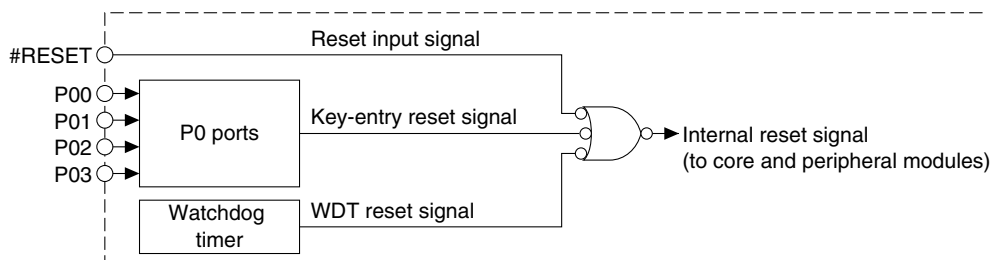 Reset input signal
#RESET
P00
P01
P02
P03
P0 ports
Key-entry reset signal
Internal reset signal
(to core and peripheral modules)
Watchdog
timer
WDT reset signal